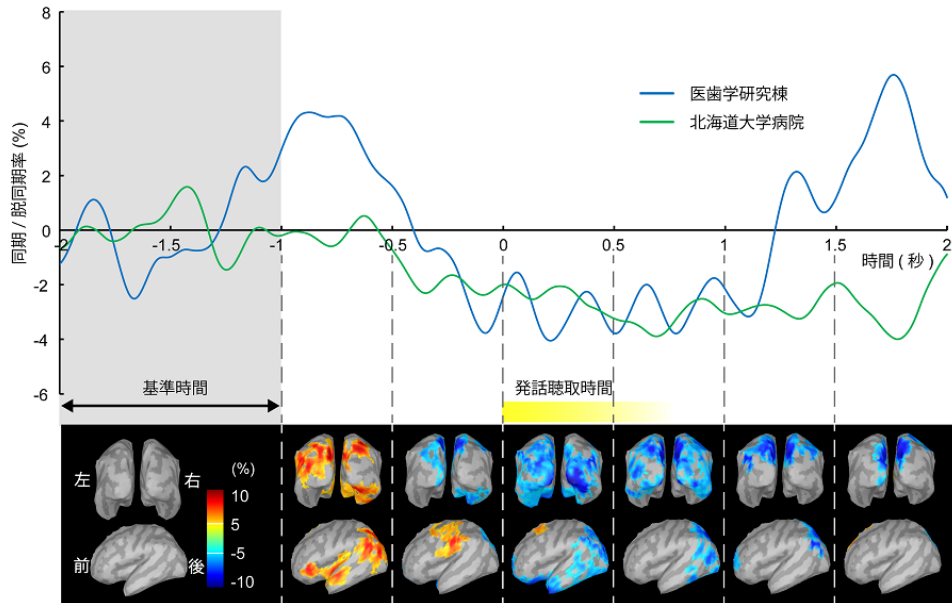 8
6
4
2
0
-2
-4
-6
同期 / 脱同期率 (%)
医歯学研究棟
北海道大学病院
-2
-1.5
-1
-0.5
0
0.5
1
1.5
2
時間 ( 秒 )
基準時間
発話聴取時間
左
右
前
後
(%)
10
5
-5
-10